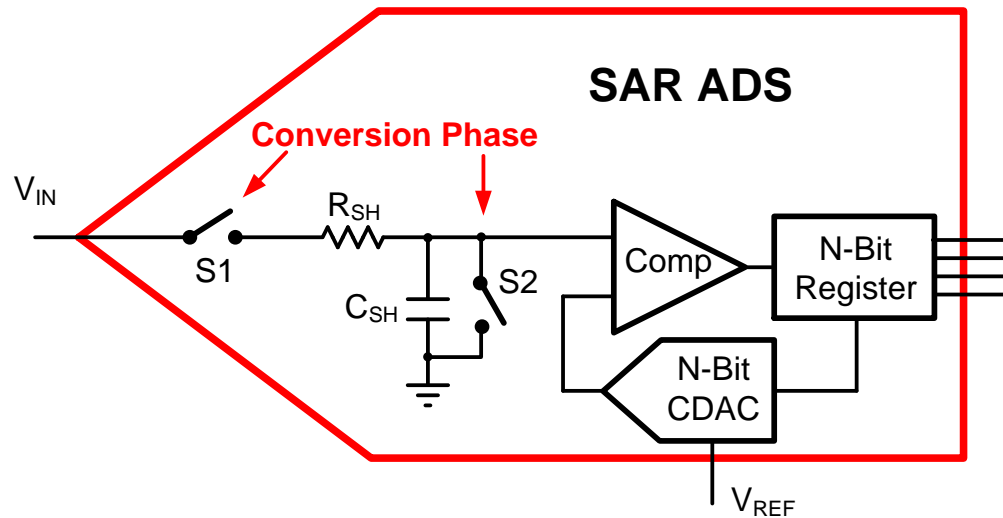 SAR ADS
Conversion Phase
VIN
RSH
S1
S2
CSH
Comp
N-Bit
Register
N-Bit
CDAC
VREF